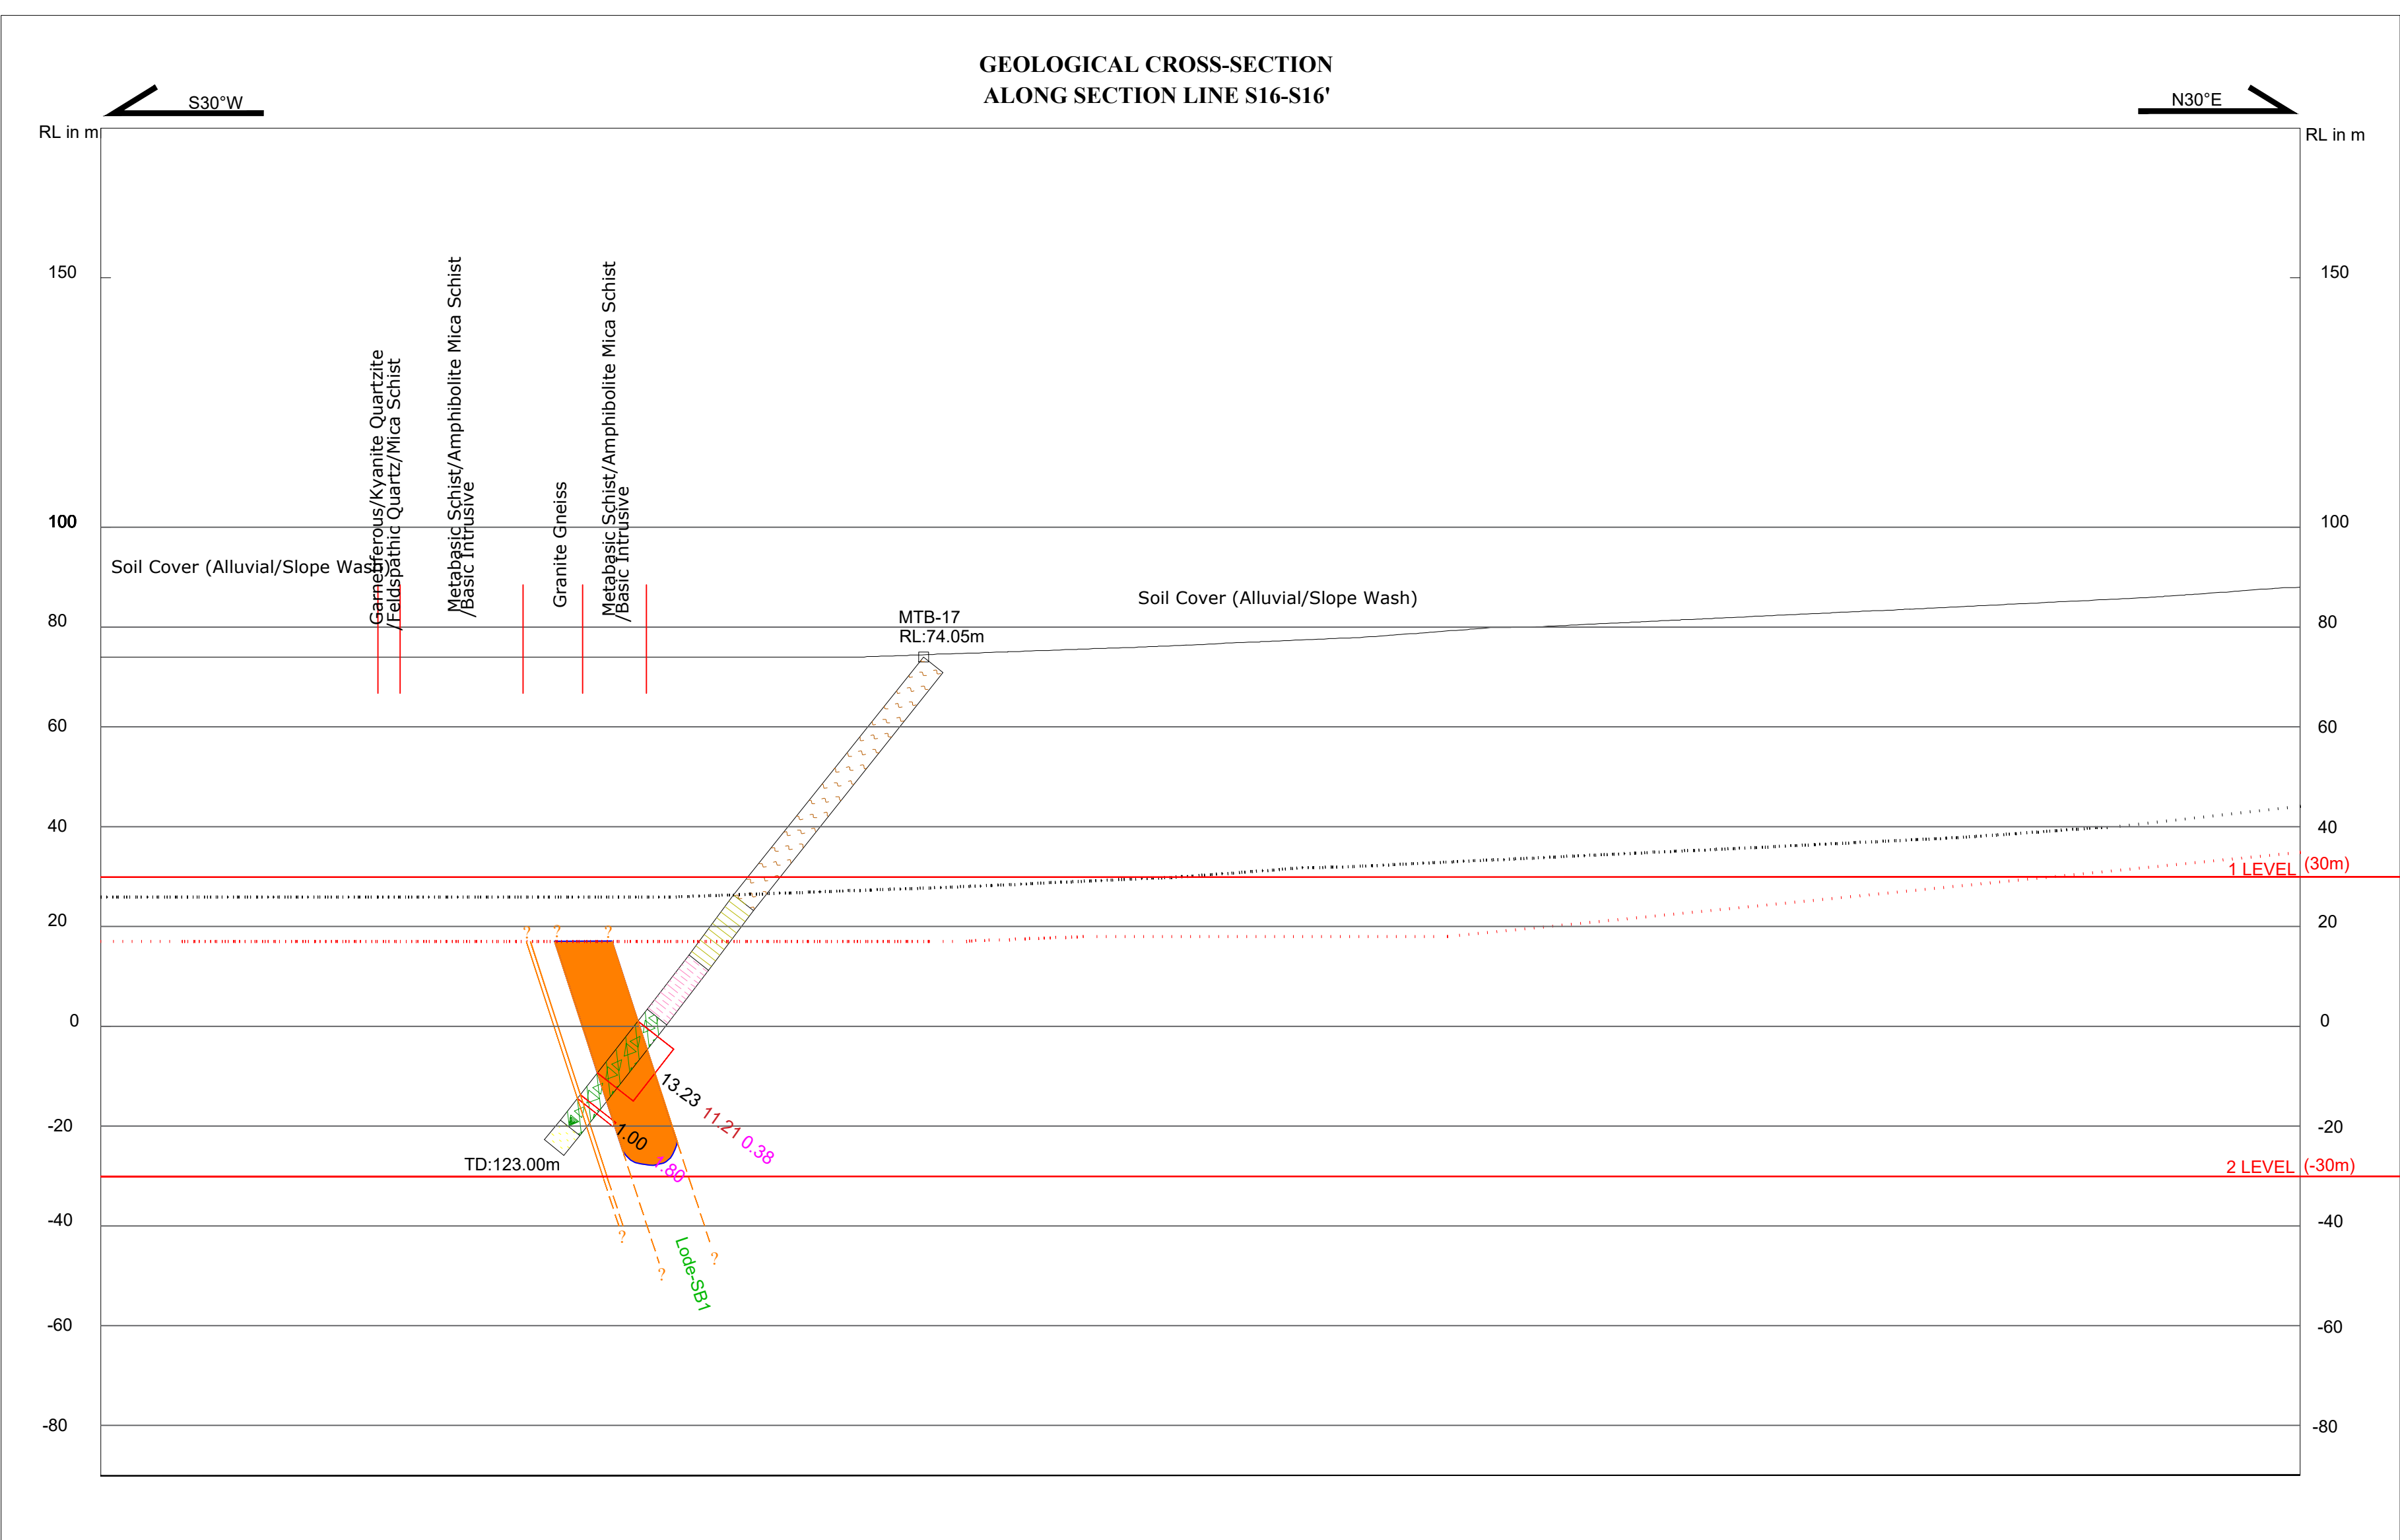 GEOLOGICAL CROSS-SECTION
ALONG SECTION LINE S16-S16'
S30°W
N30°E
RL in m
RL in m
150
150
Garnetiferous/Kyanite Quartzite
/Feldspathic Quartz/Mica Schist
Metabasic Schist/Amphibolite Mica Schist
/Basic Intrusive
Granite Gneiss
Metabasic Schist/Amphibolite Mica Schist
/Basic Intrusive
100
100
Soil Cover (Alluvial/Slope Wash)
Soil Cover (Alluvial/Slope Wash)
MTB-17
RL:74.05m
80
80
60
60
40
40
1 LEVEL (30m)
20
20
? ? ?
0
0
13.23 11.21 0.38
1.00 1.80
-20
-20
TD:123.00m
2 LEVEL (-30m)
-40
-40
? ? ?
Lode-SB1
-60
-60
-80
-80